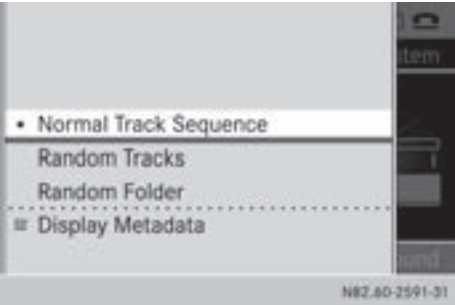 Normal Track Sequence
Random Tracks
Random Folder
Display Metadata
N82.60-2591-31